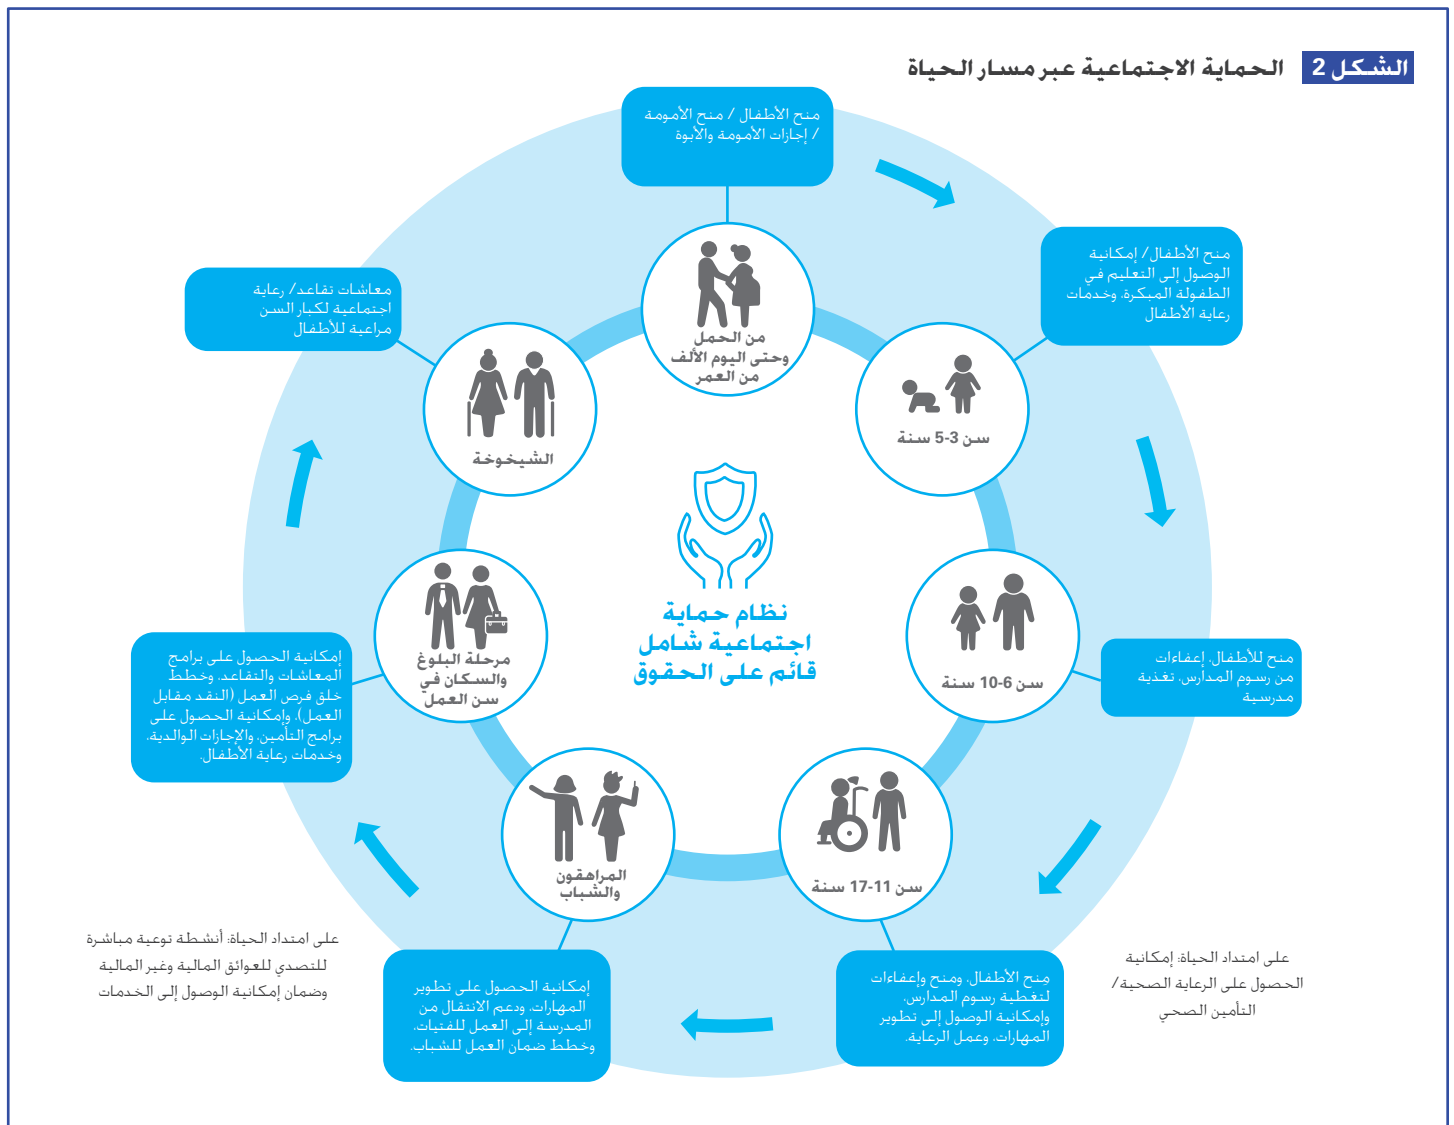 الشكل 2 الحماية الاجتماعية عبر مسار الحياة
منح الأطفال / منح الأمومة
/ إجازات الأمومة والأبوة
من الحمل
وحتى اليوم الألف
من العمر
منح الأطفال/ إمكانية
الوصول إلى التعليم في
الطفولة المبكرة، وخدمات
رعاية الأطفال
سن 3-5 سنة
منح للأطفال، إعفاءات
من رسوم المدارس، تغذية
مدرسية
سن 6-10 سنة
مِنح الأطفال، ومنح وإعفاءات
لتغطية رسوم المدارس،
وإمكانية الوصول إلى تطوير
المهارات، وعمل الرعاية.
سن 11-17 سنة
إمكانية الحصول على تطوير
المهارات، ودعم الانتقال من
المدرسة إلى العمل للفتيات،
وخطط ضمان العمل للشباب.
المراهقون
والشباب
إمكانية الحصول على برامج
المعاشات والتقاعد، وخطط
خلق فرص العمل (النقد مقابل
العمل)، وإمكانية الحصول على
برامج التأمين، والإجازات الوالدية،
وخدمات رعاية الأطفال.
مرحلة البلوغ
والسكان في
سن العمل
معاشات تقاعد/ رعاية
اجتماعية لكبار السن
مراعية للأطفال
الشيخوخة
نظام حماية
اجتماعية شامل
قائم على الحقوق
على امتداد الحياة: إمكانية
الحصول على الرعاية الصحية/
التأمين الصحي
على امتداد الحياة: أنشطة توعية مباشرة
للتصدي للعوائق المالية وغير المالية
وضمان إمكانية الوصول إلى الخدمات